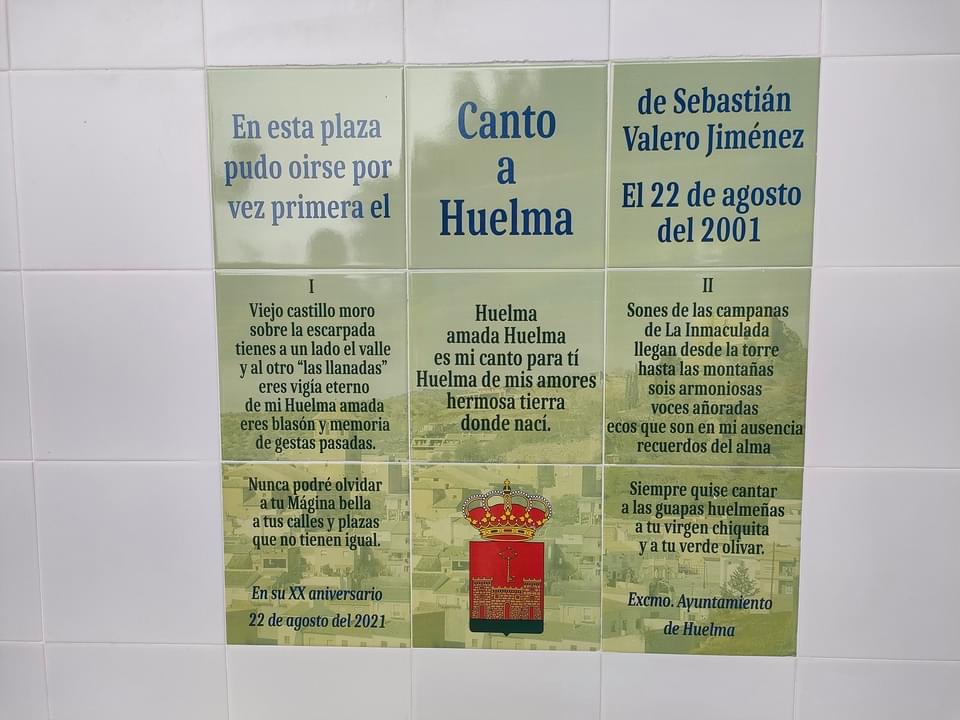 En esta plaza
pudo oirse por
vez primera el
Canto
a
Huelma
de Sebastián
Valero Jiménez
El 22 de agosto
del 2001
I
Viejo castillo moro
sobre la escarpada
tienes a un lado el valle
y al otro “las llanadas”
eres vigía eterno
de mi Huelma amada
eres blasón y memoria
de gestas pasadas.
Huelma
amada Huelma
es mi canto para tí
Huelma de mis amores
hermosa tierra
donde nací.
II
Sones de las campanas
de La Inmaculada
llegan desde la torre
hasta las montañas
sois armoniosas
voces añoradas
ecos que son en mi ausencia
recuerdos del alma
Nunca podré olvidar
a tu Mágina bella
a tus calles y plazas
que no tienen igual.
En su XX aniversario
22 de agosto del 2021
Siempre quise cantar
a las guapas huelmeñas
a tu virgen chiquita
y a tu verde olivar.
Excmo. Ayuntamiento
de Huelma